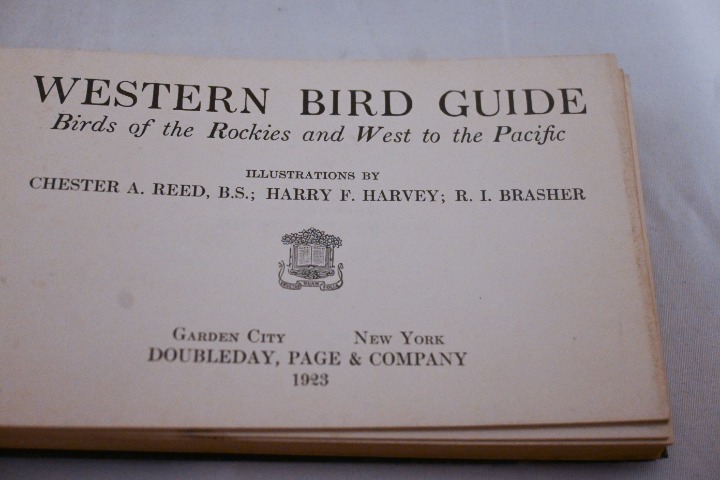 WESTERN BIRD GUIDE
Birds of the Rockies and West to the Pacific
ILLUSTRATIONS BY
CHESTER A. REED, B.S.; HARRY F. HARVEY; R. I. BRASHER
GARDEN CITY NEW YORK
DOUBLEDAY, PAGE & COMPANY
1923